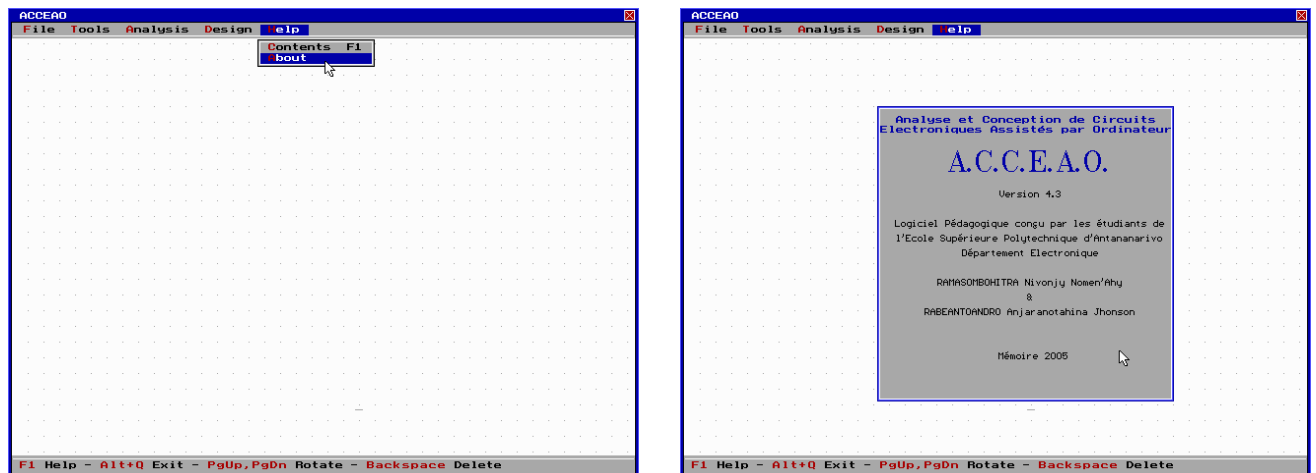 ACCEAO
File Tools Analysis Design Help
Contents F1
About
F1 Help - Alt+Q Exit - PgUp,PgDn Rotate - Backspace Delete
ACCEAO
File Tools Analysis Design Help
Analyse et Conception de Circuits
Electroniques Assistés par Ordinateur
A.C.C.E.A.O.
Version 4.3
Logiciel Pédagogique conçu par les étudiants de
l'Ecole Supérieure Polytechnique d'Antananarivo
Département Electronique
RAMASOMBOHITRA Nivonjy Nomen'Ahy
&
RABEANTOANDRO Anjaranotahina Jhonson
Mémoire 2005
F1 Help - Alt+Q Exit - PgUp,PgDn Rotate - Backspace Delete